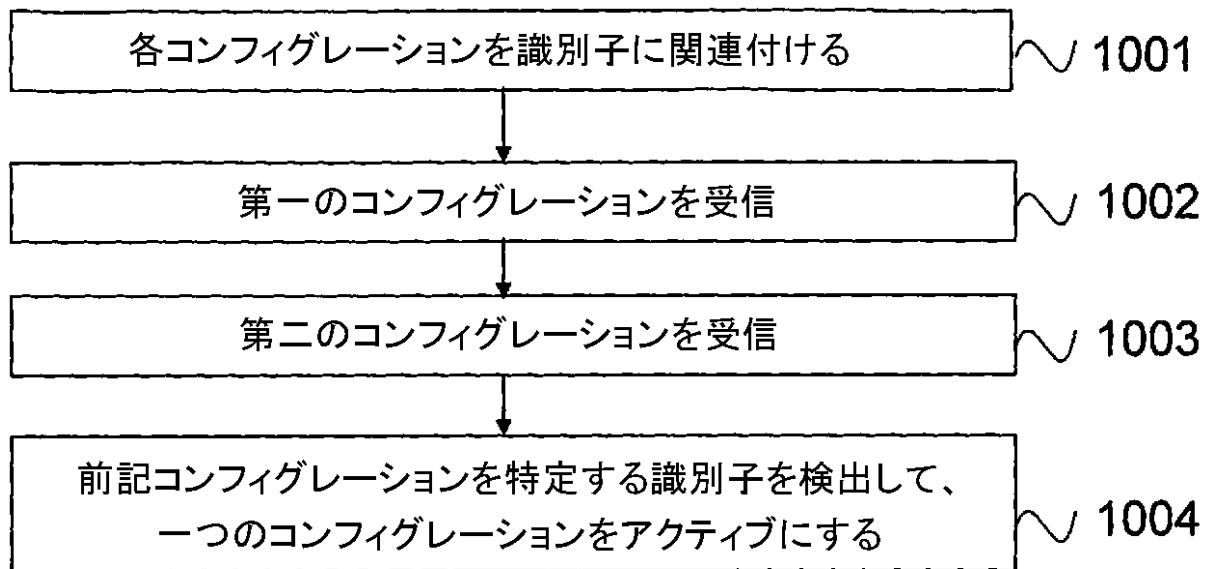 各コンフィグレーションを識別子に関連付ける
1001
第一のコンフィグレーションを受信
1002
第二のコンフィグレーションを受信
1003
前記コンフィグレーションを特定する識別子を検出して、
一つのコンフィグレーションをアクティブにする
1004